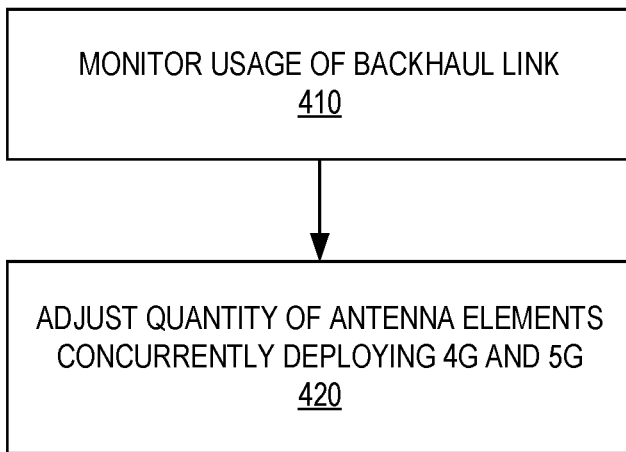 MONITOR USAGE OF BACKHAUL LINK
410
ADJUST QUANTITY OF ANTENNA ELEMENTS
CONCURRENTLY DEPLOYING 4G AND 5G
420